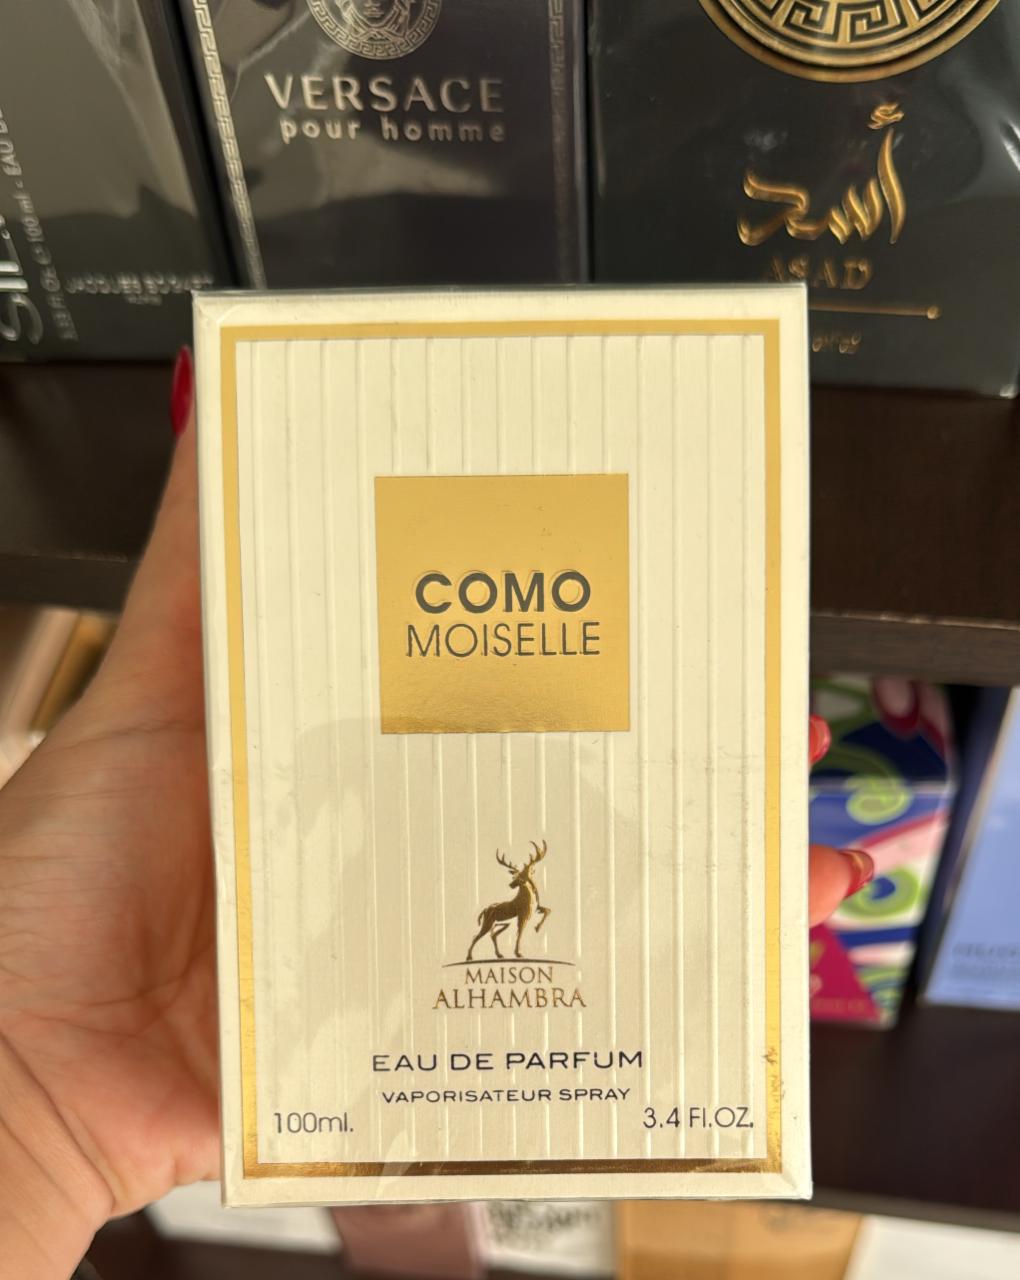 VERSACE
pour homme
أسد
ASAD
COMO
MOISELLE
MAISON
ALHAMBRA
EAU DE PARFUM
VAPORISATEUR SPRAY
100ml.
3.4 Fl.OZ.